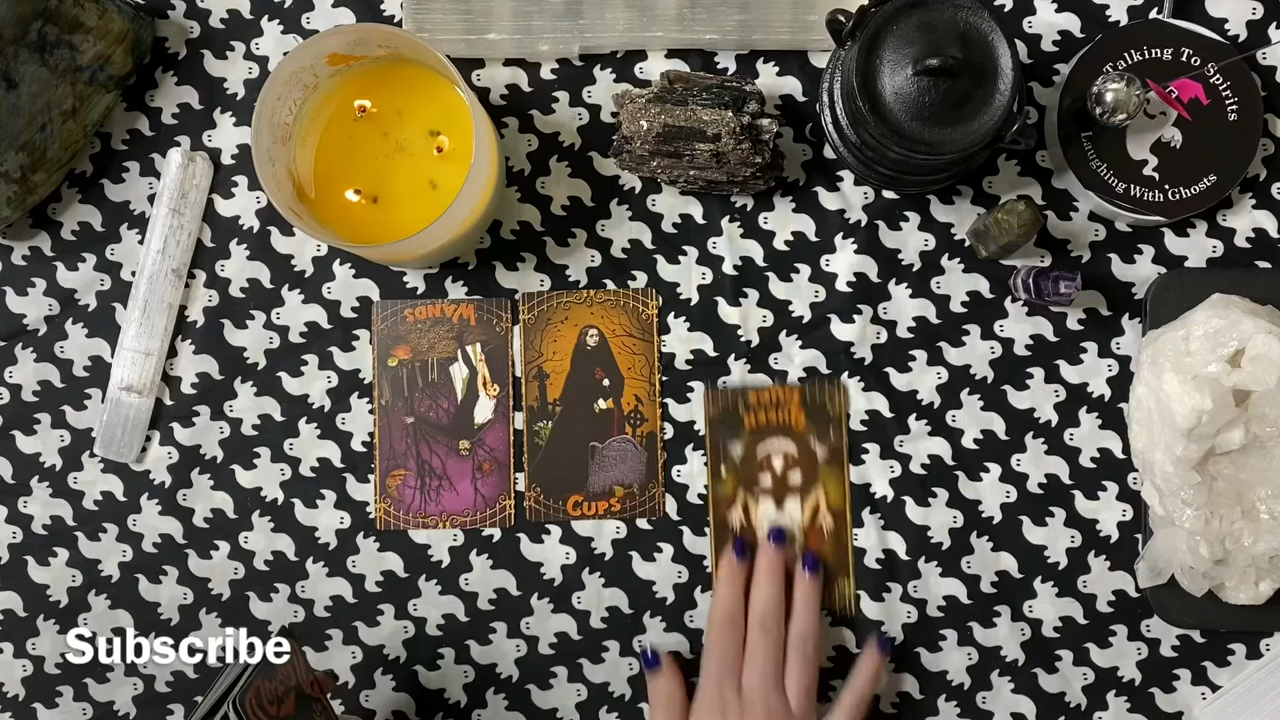 Talking To Spirits
Laughing With Ghosts
WANDS
CUPS
Subscribe